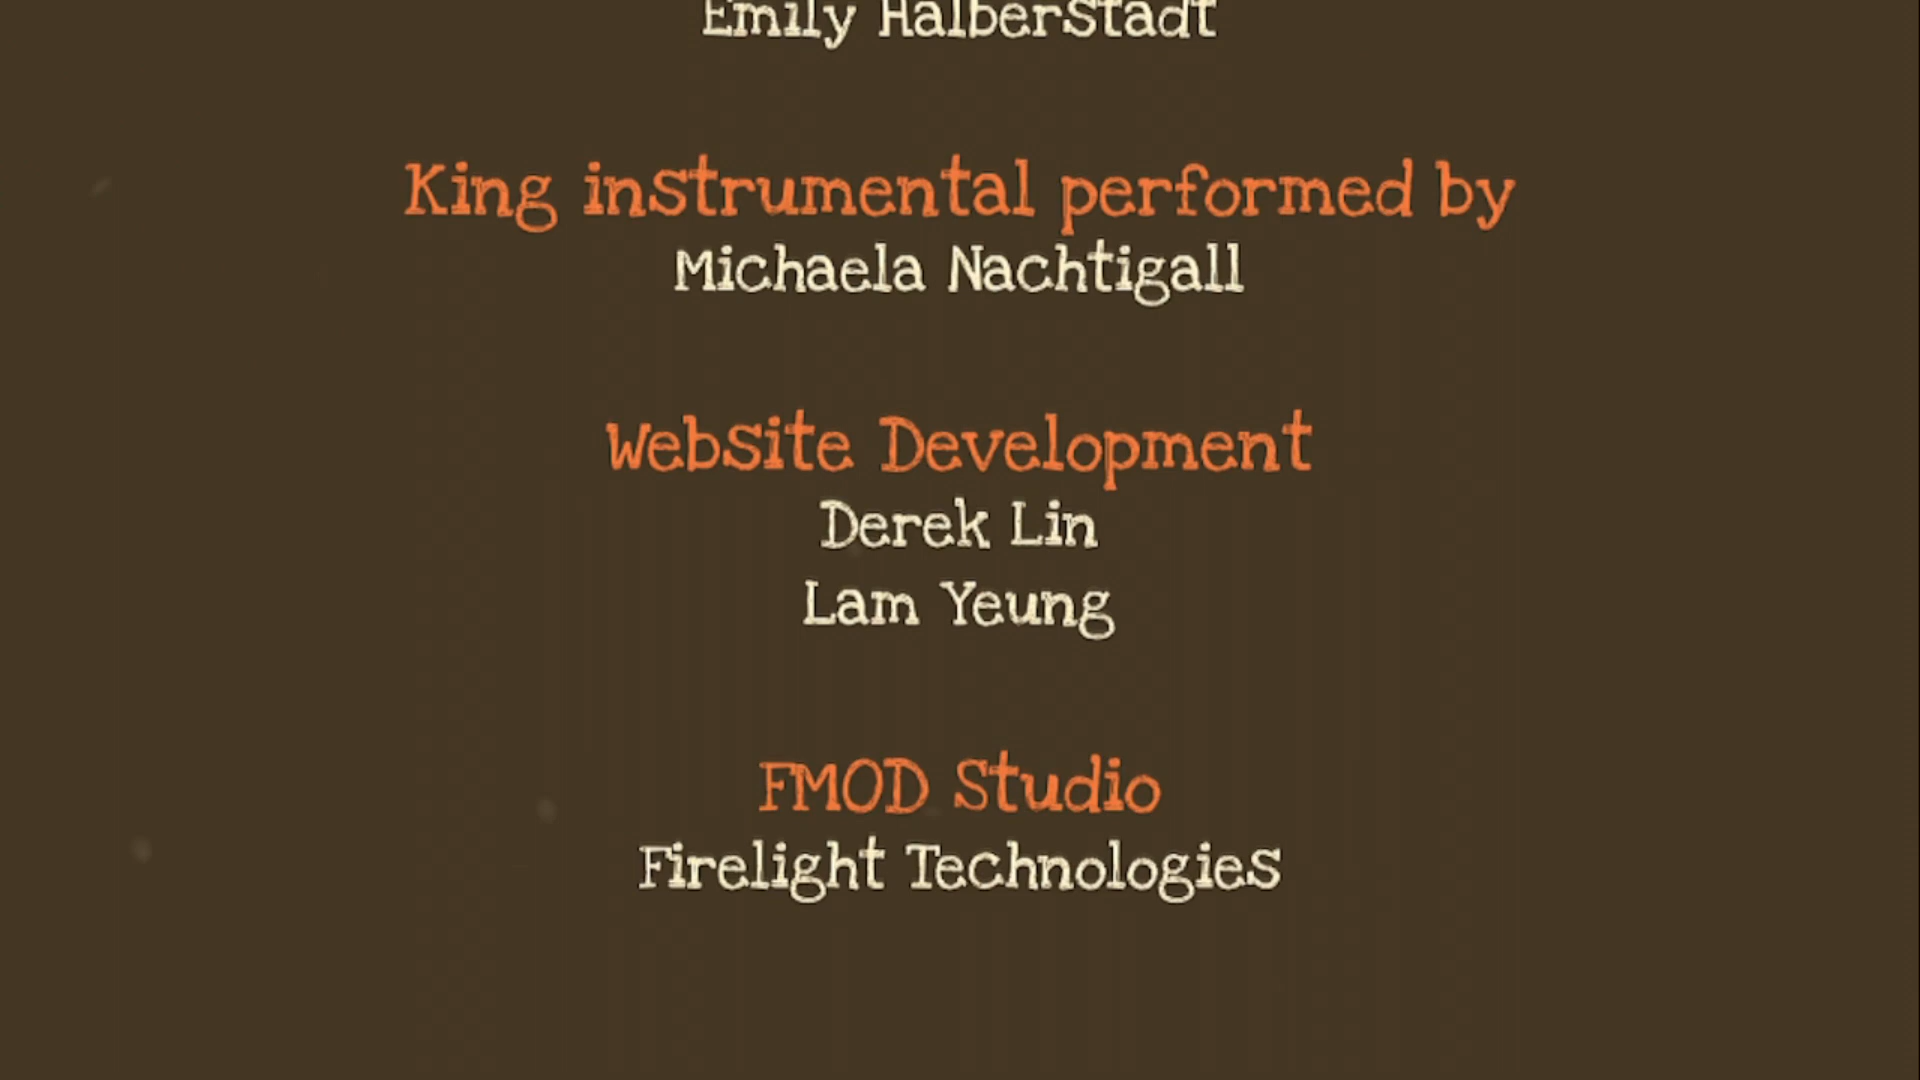 Emily Halberstadt
King instrumental performed by
Michaela Nachtigall
Website Development
Derek Lin
Lam Yeung
FMOD Studio
Firelight Technologies